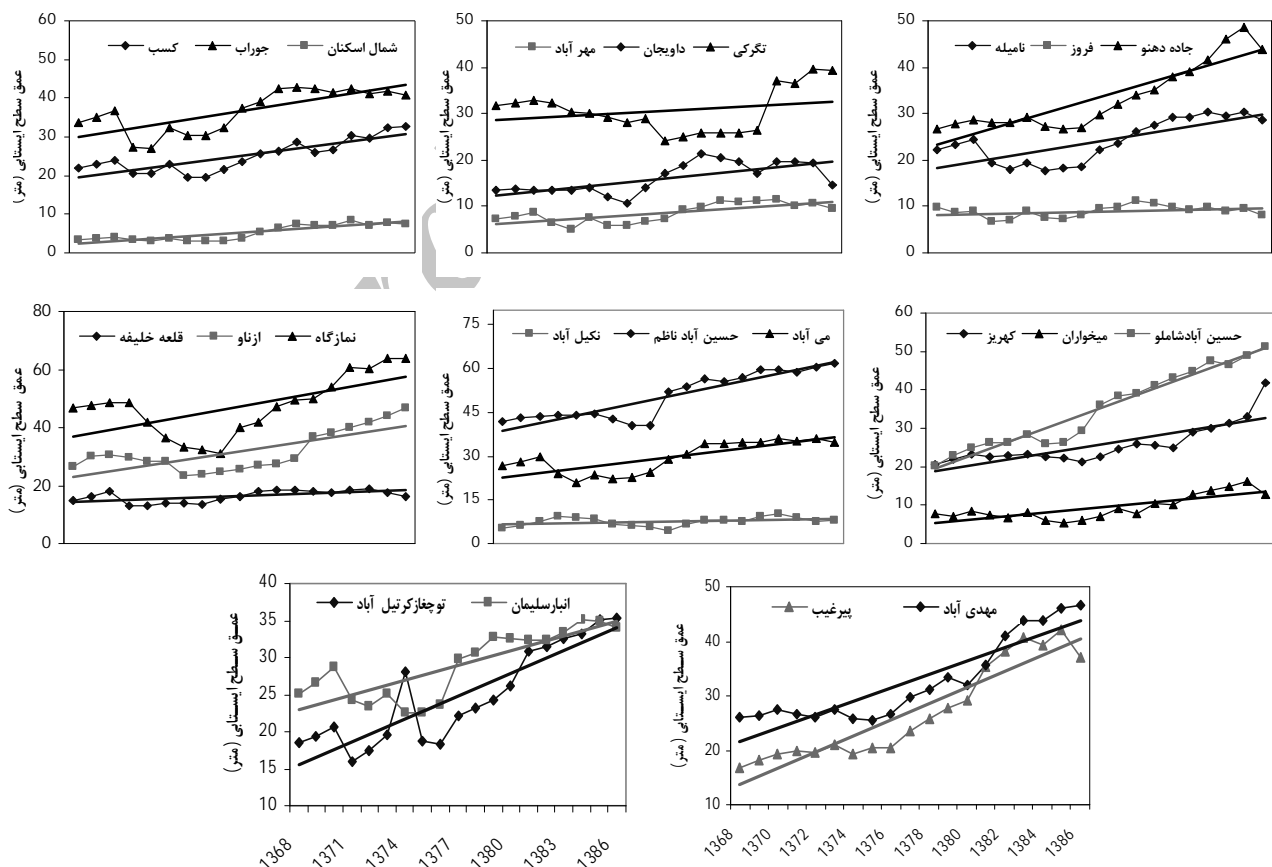 کسب جوراب شمال اسکنان
عمق سطح ایستابی (متر)
60
50
40
30
20
10
0
مهر آباد داویجان تگرکی
عمق سطح ایستابی (متر)
50
40
30
20
10
0
نامیله فروز جاده دهنو
عمق سطح ایستابی (متر)
50
40
30
20
10
0
قلعه خلیفه ازناو نمازگاه
عمق سطح ایستابی (متر)
80
60
40
20
0
نکیل آباد حسین آباد ناظم می آباد
عمق سطح ایستابی (متر)
75
60
45
30
15
0
کهریز میخواران حسین آبادشاملو
عمق سطح ایستابی (متر)
60
50
40
30
20
10
0
توچغازکرتیل آباد انبارسلیمان
عمق سطح ایستابی (متر)
40
35
30
25
20
15
10
1368 1371 1374 1377 1380 1383 1386
پیرغیب مهدی آباد
عمق سطح ایستابی (متر)
50
40
30
20
10
1368 1370 1372 1374 1376 1378 1380 1382 1384 1386